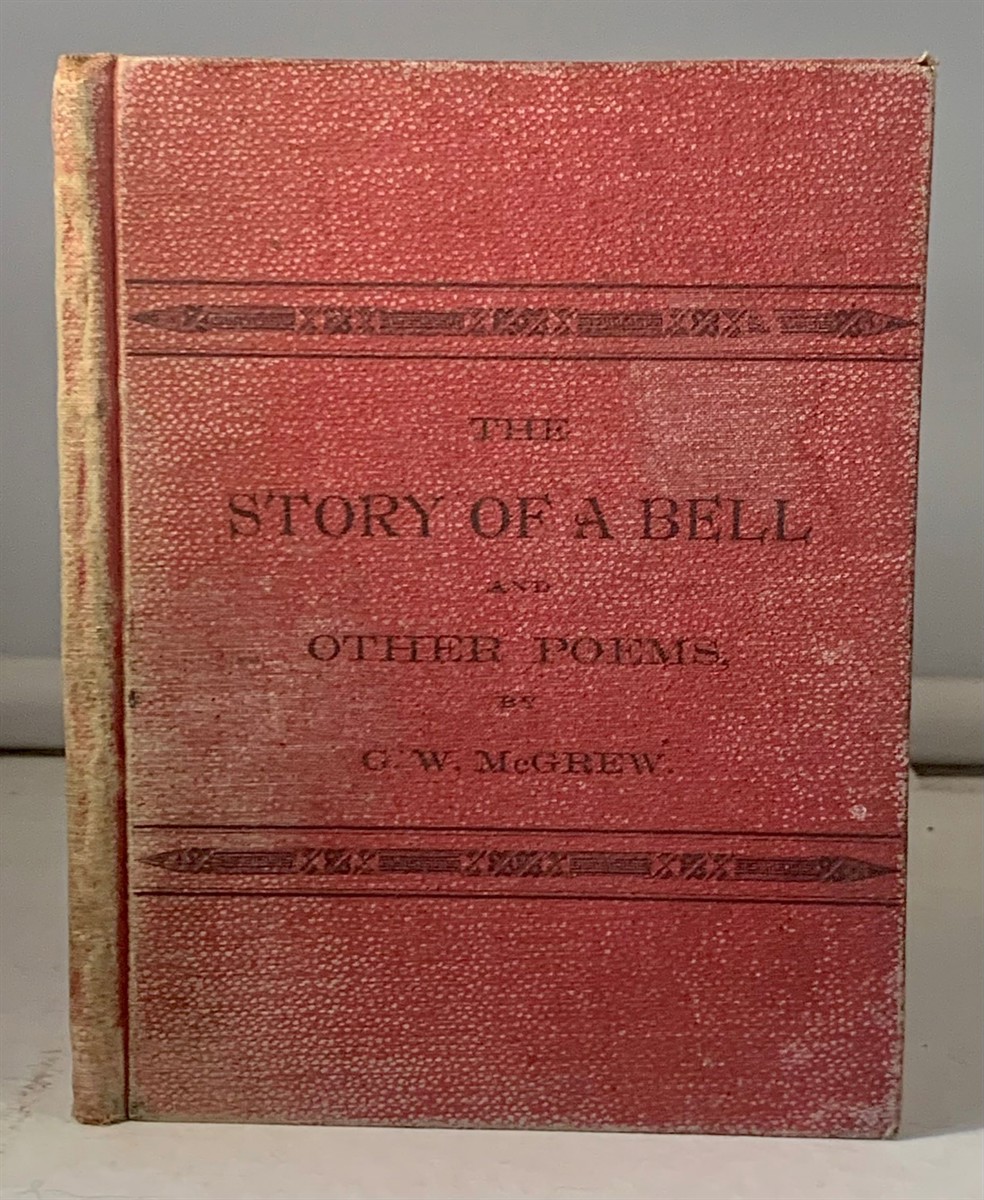 THE
STORY OF A BELL
AND
OTHER POEMS,
BY
G. W. McGREW.